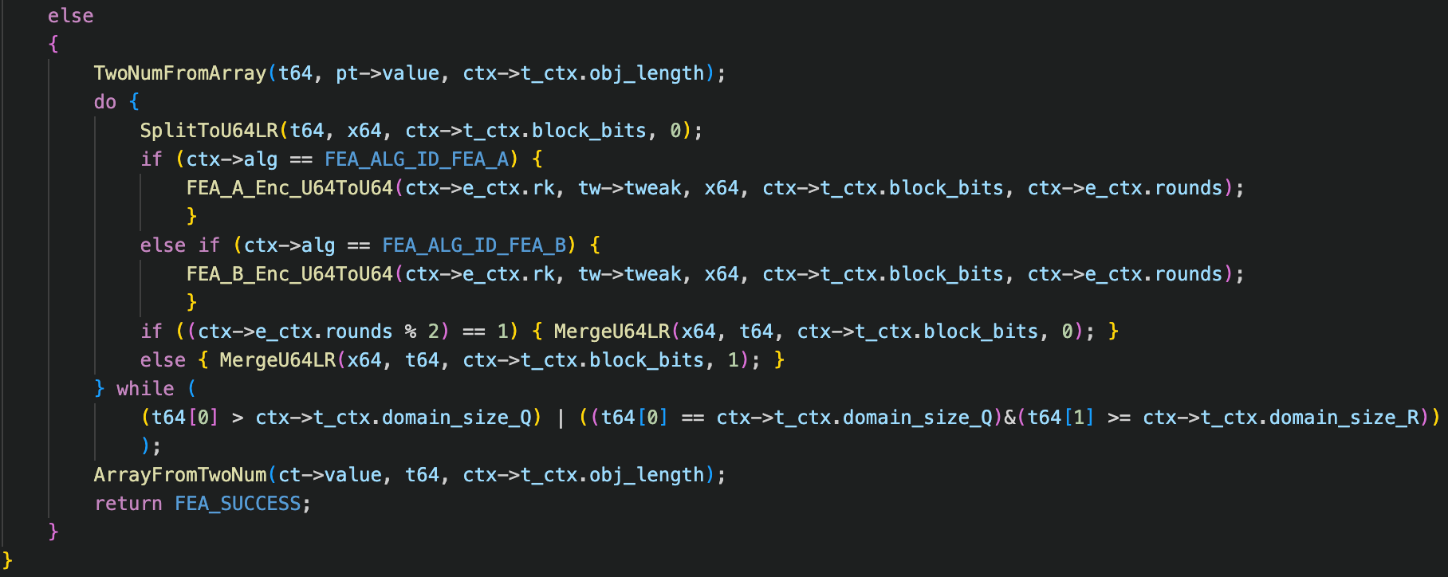 else
{
TwoNumFromArray(t64, pt->value, ctx->t_ctx.obj_length);
do {
SplitToU64LR(t64, x64, ctx->t_ctx.block_bits, 0);
if (ctx->alg == FEA_ALG_ID_FEA_A) {
FEA_A_Enc_U64ToU64(ctx->e_ctx.rk, tw->tweak, x64, ctx->t_ctx.block_bits, ctx->e_ctx.rounds);
}
else if (ctx->alg == FEA_ALG_ID_FEA_B) {
FEA_B_Enc_U64ToU64(ctx->e_ctx.rk, tw->tweak, x64, ctx->t_ctx.block_bits, ctx->e_ctx.rounds);
}
if ((ctx->e_ctx.rounds % 2) == 1) { MergeU64LR(x64, t64, ctx->t_ctx.block_bits, 0); }
else { MergeU64LR(x64, t64, ctx->t_ctx.block_bits, 1); }
} while (
(t64[0] > ctx->t_ctx.domain_size_Q) | ((t64[0] == ctx->t_ctx.domain_size_Q)&(t64[1] >= ctx->t_ctx.domain_size_R))
);
ArrayFromTwoNum(ct->value, t64, ctx->t_ctx.obj_length);
return FEA_SUCCESS;
}
}